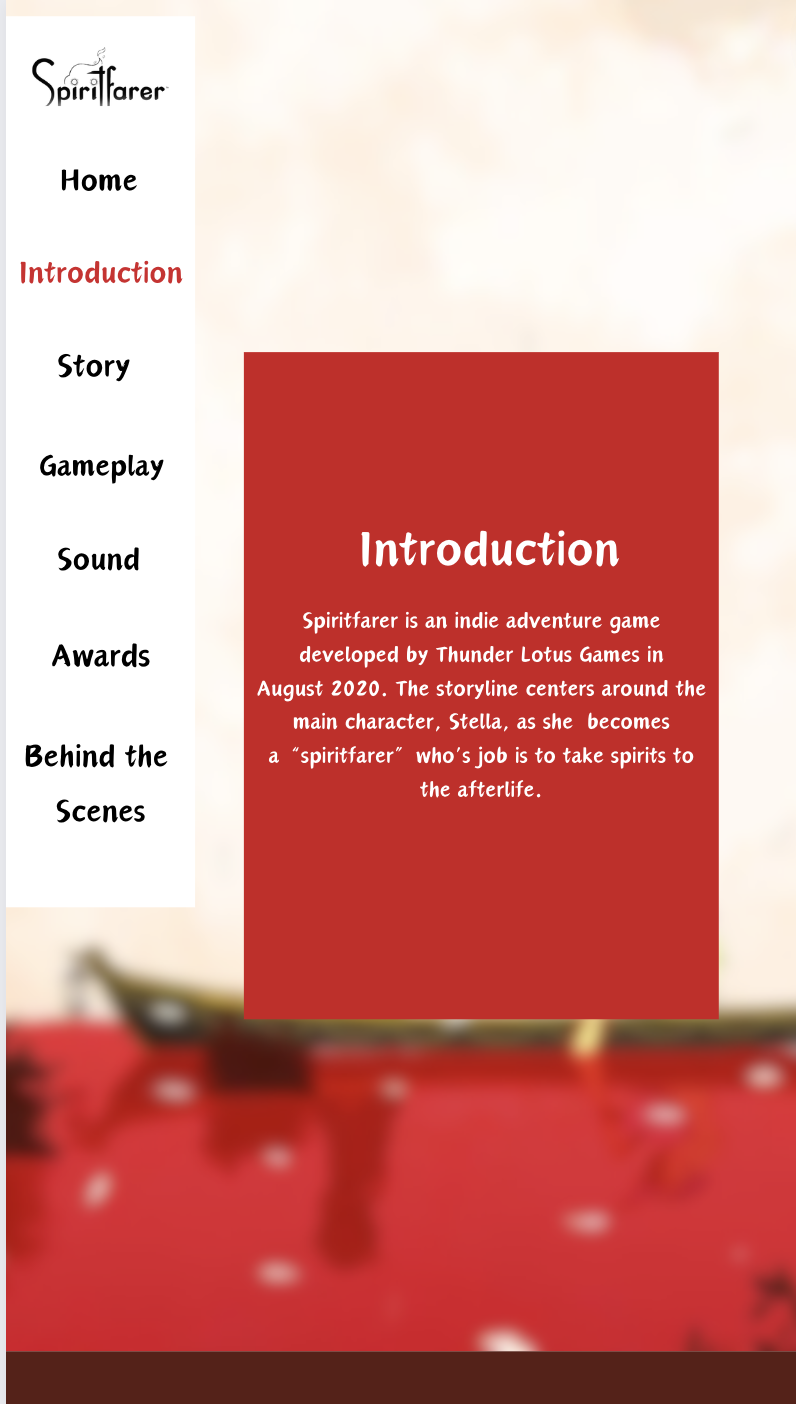 Spiritfarer
Home
Introduction
Story
Gameplay
Sound
Awards
Behind the
Scenes
Introduction
Spiritfarer is an indie adventure game
developed by Thunder Lotus Games in
August 2020. The storyline centers around the
main character, Stella, as she  becomes
a  “spiritfarer”  who’s job is to take spirits to
the afterlife.